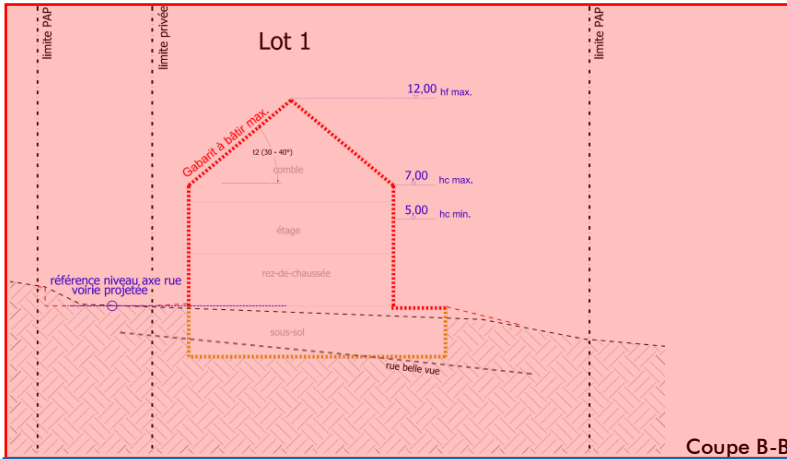 limite PAP
limite privée
Lot 1
limite PAP
12,00 hf max.
Gabarit à bâtir max.
t2 (30 - 40°)
comble
7,00 hc max.
5,00 hc min.
étage
rez-de-chaussée
référence niveau axe rue
voirie projetée
sous-sol
rue belle vue
Coupe B-B